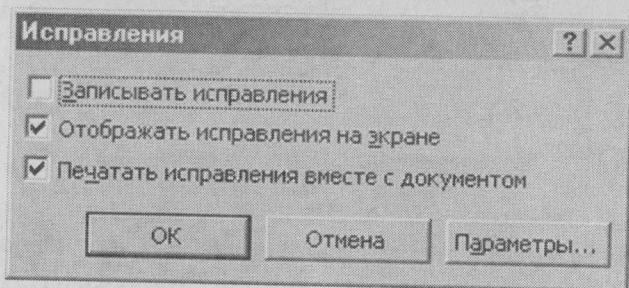 Исправления
Записывать исправления
Отображать исправления на экране
Печатать исправления вместе с документом
ОК Отмена Параметры...